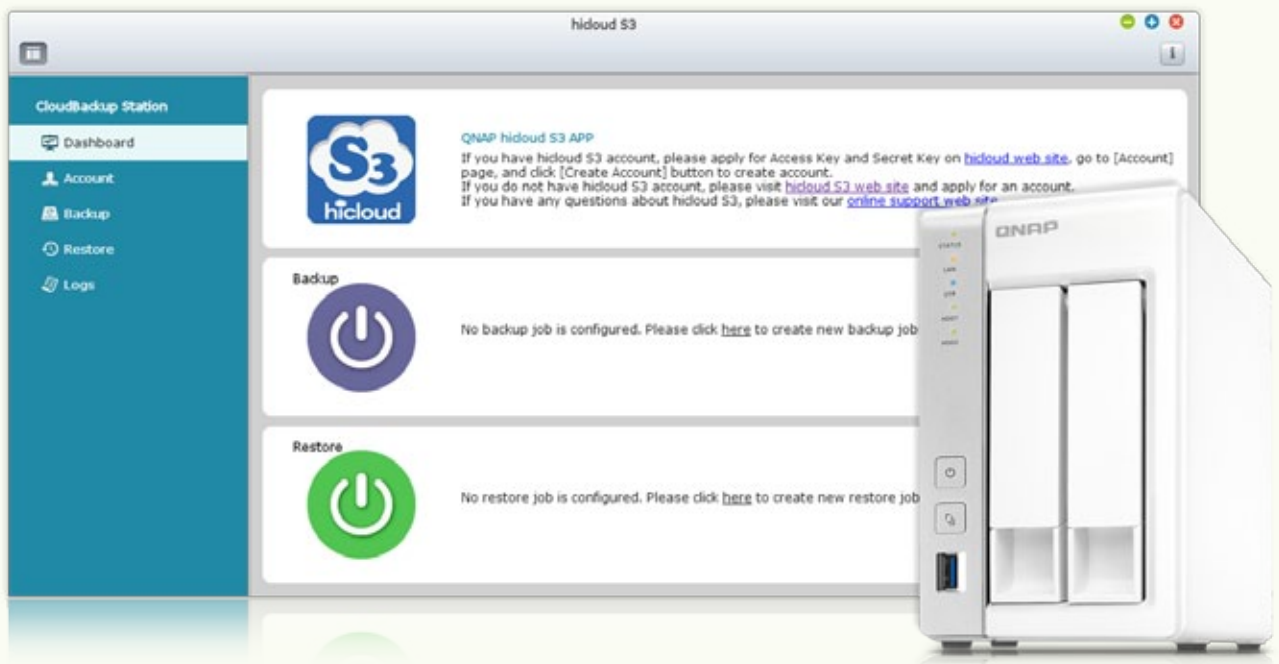 hicloud S3
CloudBackup Station
Dashboard
Account
Backup
Restore
Logs
S3
hicloud
QNAP hicloud S3 APP
If you have hicloud S3 account, please apply for Access Key and Secret Key on hicloud web site, go to [Account]
page, and click [Create Account] button to create account.
If you do not have hicloud S3 account, please visit hicloud S3 web site and apply for an account.
If you have any questions about hicloud S3, please visit our online support web site
Backup
No backup job is configured. Please click here to create new backup job
Restore
No restore job is configured. Please click here to create new restore job
QNAP
STATUS
LAN
USB
HDD1
HDD2